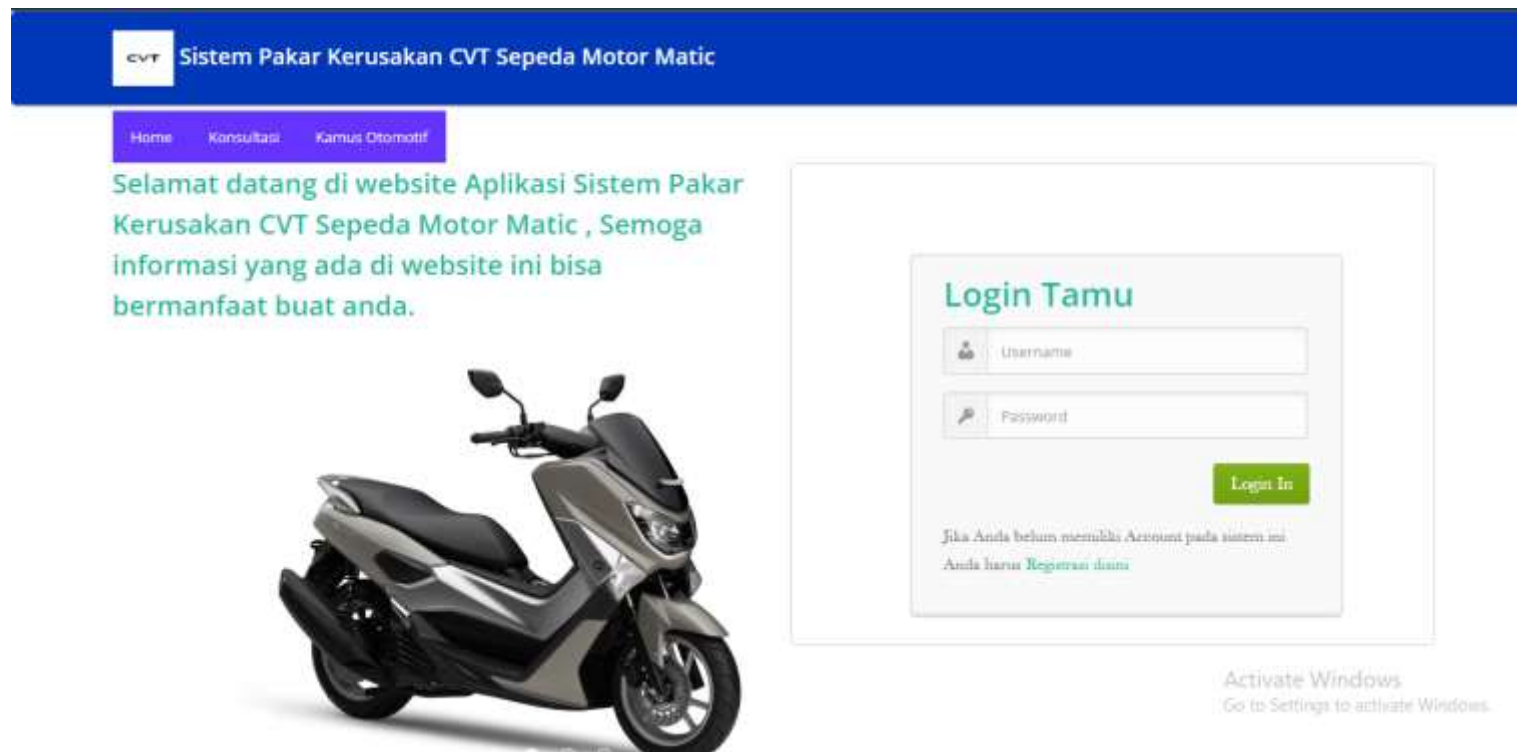 CVT Sistem Pakar Kerusakan CVT Sepeda Motor Matic
Home Konsultasi Kamus Otomotif
Selamat datang di website Aplikasi Sistem Pakar
Kerusakan CVT Sepeda Motor Matic , Semoga
informasi yang ada di website ini bisa
bermanfaat buat anda.
Login Tamu
Username
Password
Login In
Jika Anda belum memiliki Account pada sistem ini
Anda harus Registrasi disini
Activate Windows
Go to Settings to activate Windows.